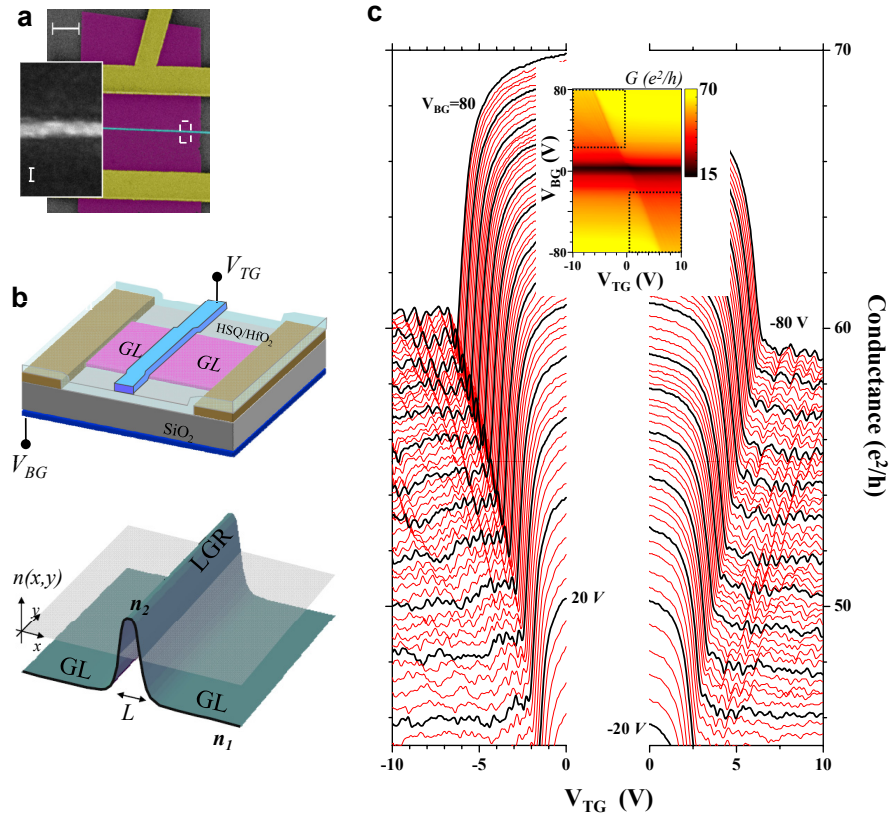 a
b
V_TG
HSQ/HfO₂
GL
GL
SiO₂
V_BG
n(x,y)
y
x
n₂
LGR
GL
GL
L
n₁
c
V_BG=80
20 V
-80 V
-20 V
G (e²/h)
70
15
80
0
-80
V_BG (V)
-10
0
10
V_TG (V)
70
60
50
Conductance (e²/h)
-10
-5
0
0
5
10
V_TG (V)